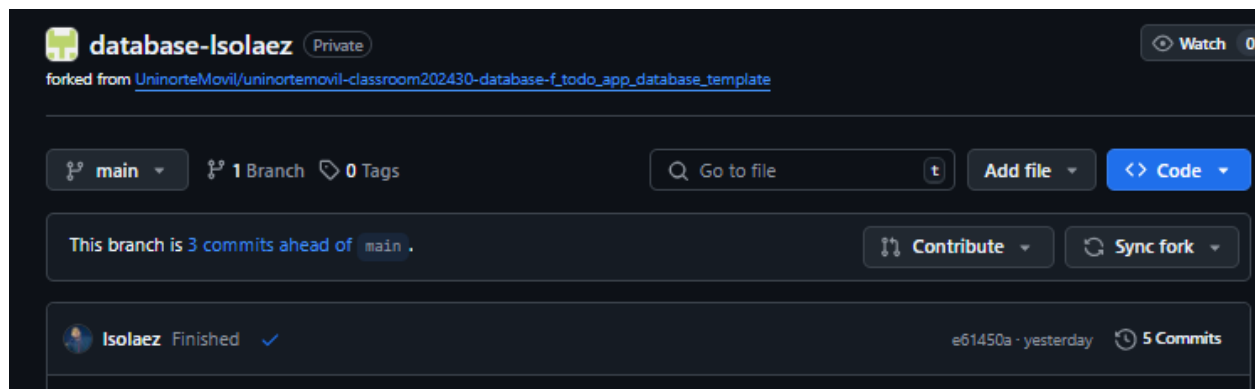 database-lsolaez Private Watch 0
forked from UninorteMovil/uninortemovil-classroom202430-database-f_todo_app_database_template
main 1 Branch 0 Tags Go to file t Add file <> Code
This branch is 3 commits ahead of main . Contribute Sync fork
lsolaez Finished e61450a · yesterday 5 Commits